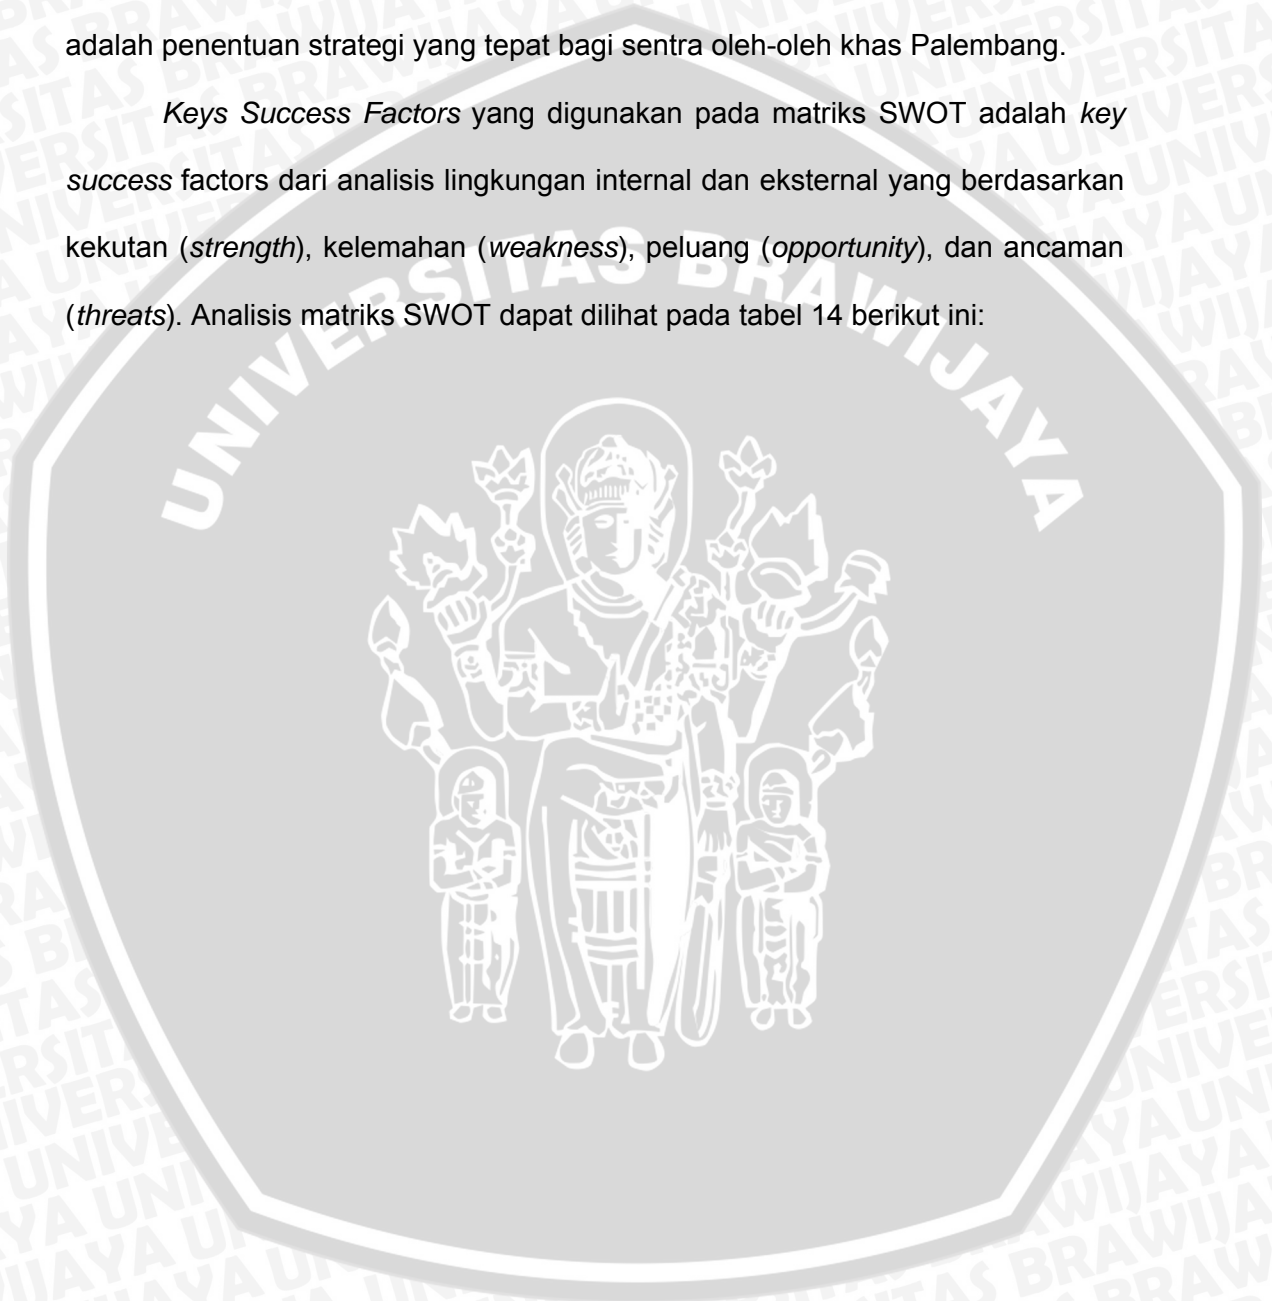 adalah penentuan strategi yang tepat bagi sentra oleh-oleh khas Palembang.
Keys Success Factors yang digunakan pada matriks SWOT adalah key
success factors dari analisis lingkungan internal dan eksternal yang berdasarkan
kekutan (strength), kelemahan (weakness), peluang (opportunity), dan ancaman
(threats). Analisis matriks SWOT dapat dilihat pada tabel 14 berikut ini:
UNIVERSITAS BRAWIJAYA